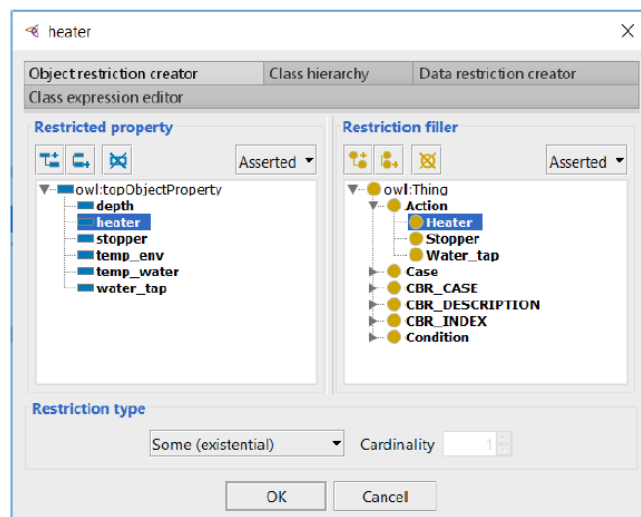 heater
Object restriction creator Class hierarchy Data restriction creator
Class expression editor
Restricted property
Asserted
owl:topObjectProperty
depth
heater
stopper
temp_env
temp_water
water_tap
Restriction filler
Asserted
owl:Thing
Action
Heater
Stopper
Water_tap
Case
CBR_CASE
CBR_DESCRIPTION
CBR_INDEX
Condition
Restriction type
Some (existential) Cardinality 1
OK Cancel